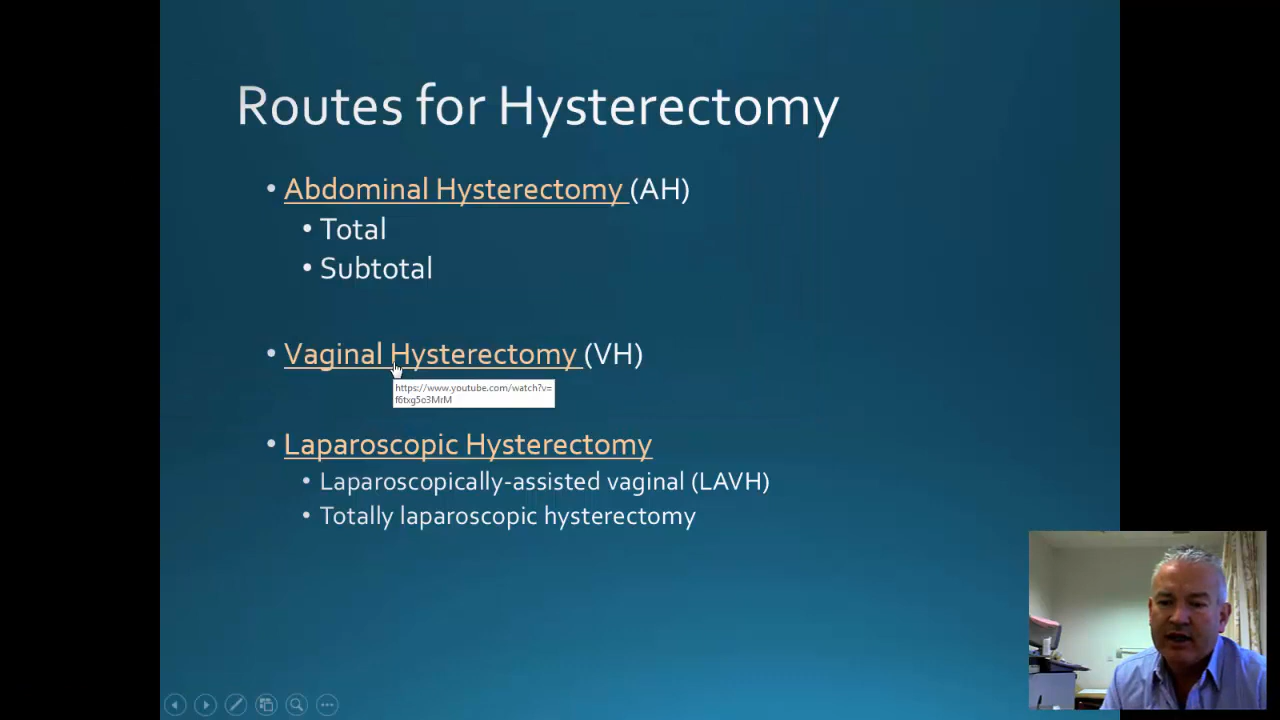 Routes for Hysterectomy
• Abdominal Hysterectomy (AH)
• Total
• Subtotal
• Vaginal Hysterectomy (VH)
https://www.youtube.com/watch?v=
f6txg5o3MrM
• Laparoscopic Hysterectomy
• Laparoscopically-assisted vaginal (LAVH)
• Totally laparoscopic hysterectomy